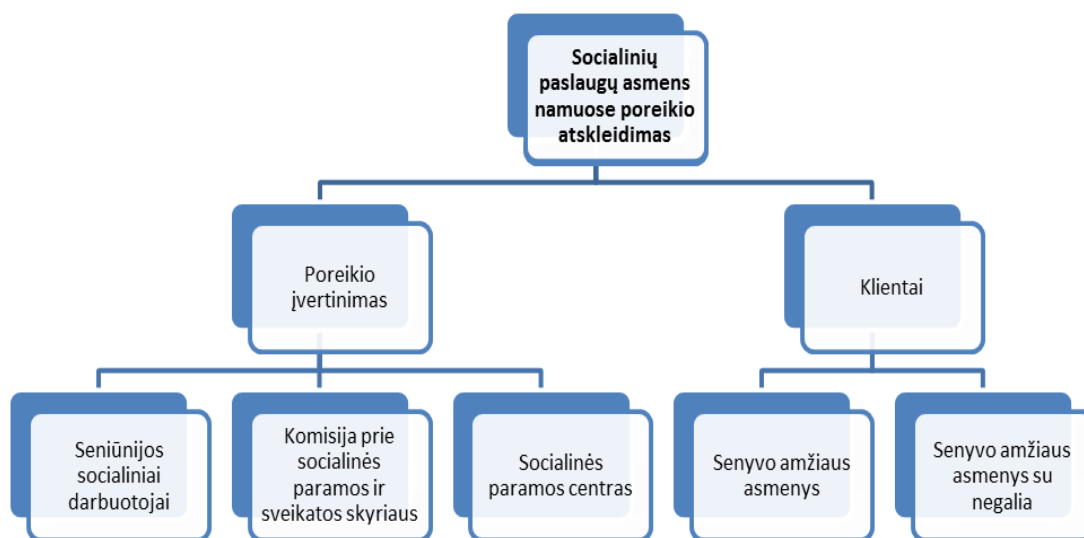 Socialinių
paslaugų asmens
namuose poreikio
atskleidimas
Poreikio
įvertinimas
Klientai
Seniūnijos
socialiniai
darbuotojai
Komisija prie
socialinės
paramos ir
sveikatos skyriaus
Socialinės
paramos centras
Senyvo amžiaus
asmenys
Senyvo amžiaus
asmenys su
negalia